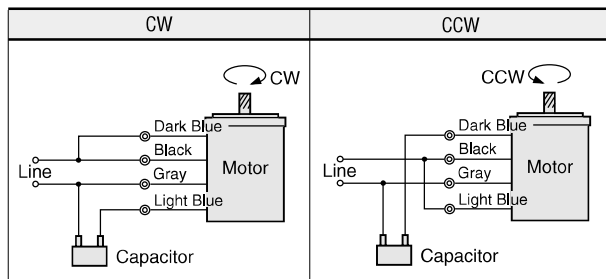 CW
CCW
CW
Dark Blue
Black
Line
Gray
Motor
Light Blue
Capacitor
CCW
Dark Blue
Black
Line
Gray
Motor
Light Blue
Capacitor